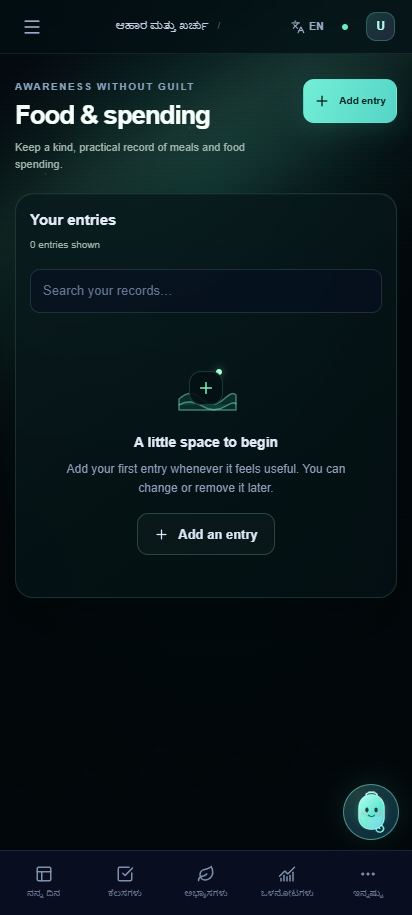 ಆಹಾರ ಮತ್ತು ಖರ್ಚು /
EN
U
AWARENESS WITHOUT GUILT
Food & spending
Add entry
Keep a kind, practical record of meals and food
spending.
Your entries
0 entries shown
Search your records...
A little space to begin
Add your first entry whenever it feels useful. You can
change or remove it later.
Add an entry
ನನ್ನ ದಿನ
ಕೆಲಸಗಳು
ಅಭ್ಯಾಸಗಳು
ಒಳನೋಟಗಳು
ಇನ್ನಷ್ಟು